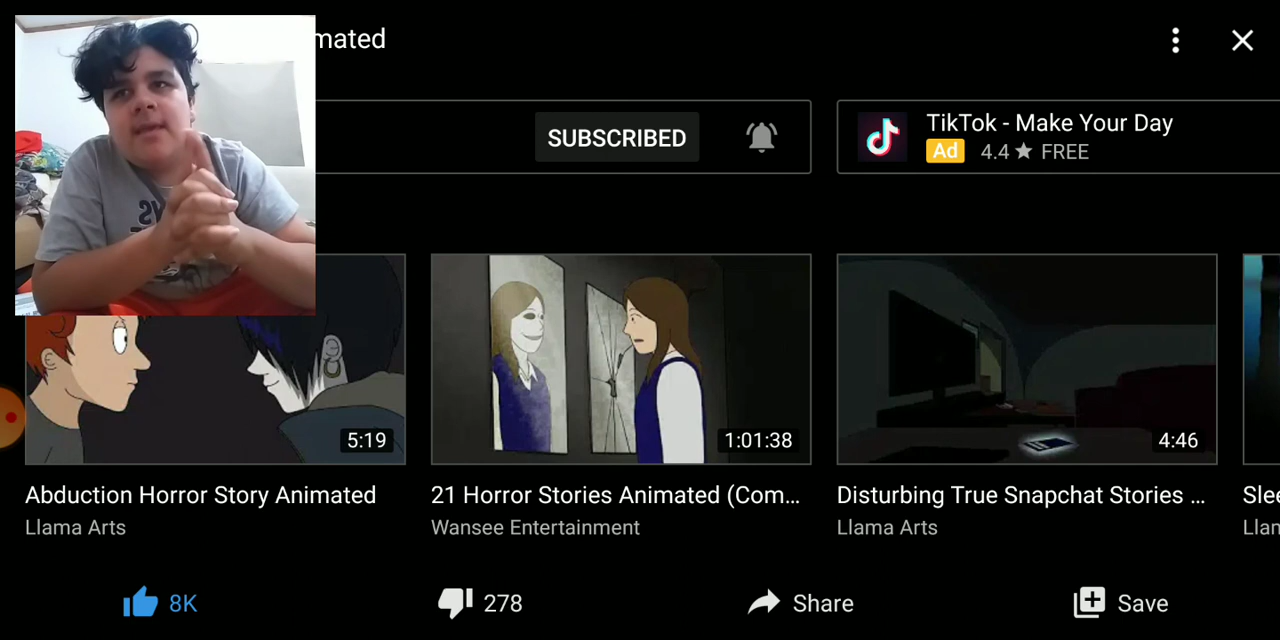 mated
SUBSCRIBED
TikTok - Make Your Day
Ad 4.4 ★ FREE
5:19
1:01:38
4:46
Abduction Horror Story Animated
21 Horror Stories Animated (Com...
Disturbing True Snapchat Stories ...
Slee
Llama Arts
Wansee Entertainment
Llama Arts
Llan
8K
278
Share
Save